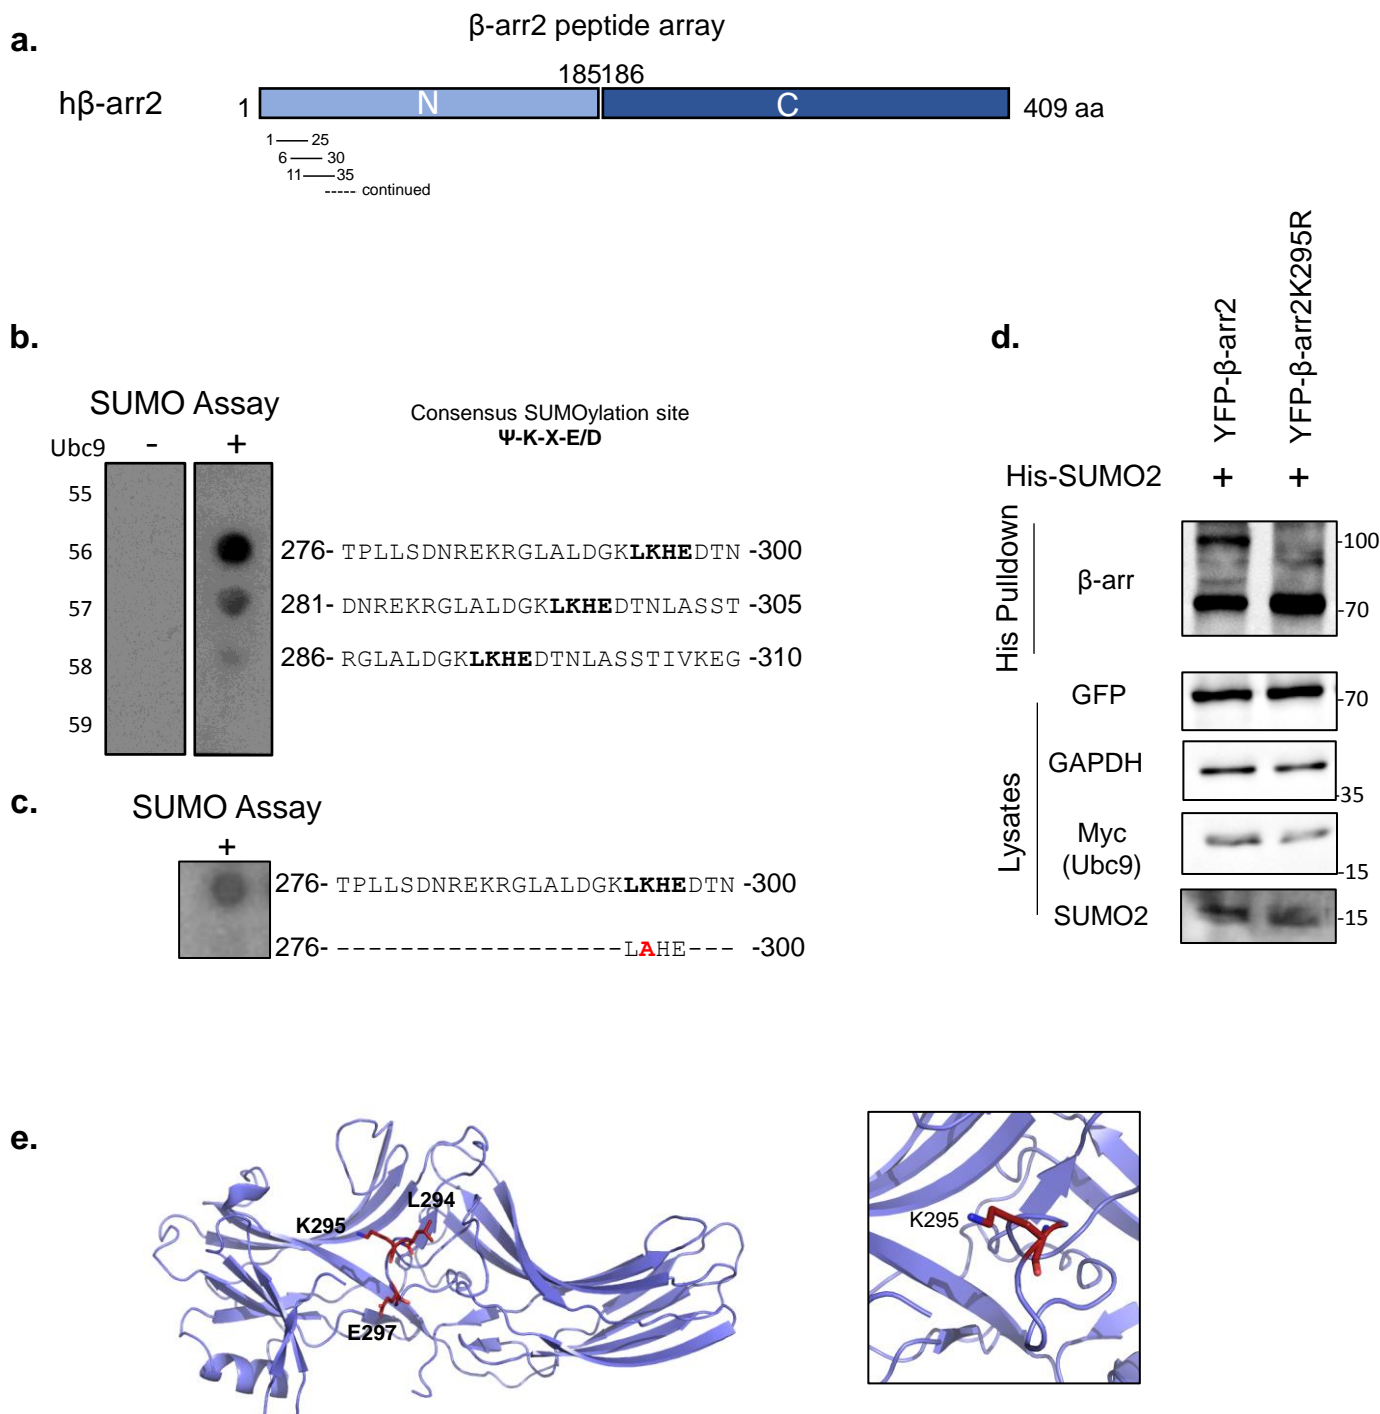 a.
β-arr2 peptide array
185186
hβ-arr2
1
N
C
409 aa
1 25
6 30
11 35
----- continued
b.
SUMO Assay
Ubc9 - +
55
56
57
58
59
Consensus SUMOylation site
Ψ-K-X-E/D
276- TPLLSDNREKRGLALDGKLKHEDTN -300
281- DNREKRGLALDGKLKHEDTNLASST -305
286- RGLALDGKLKHEDTNLASSTIVKEG -310
c.
SUMO Assay
+
276- TPLLSDNREKRGLALDGKLKHEDTN -300
276- ------------------LAHE--- -300
d.
YFP-β-arr2
YFP-β-arr2K295R
His-SUMO2 + +
His Pulldown
β-arr
-100
-70
Lysates
GFP
-70
GAPDH
-35
Myc
(Ubc9)
-15
SUMO2
-15
e.
L294
K295
E297
K295